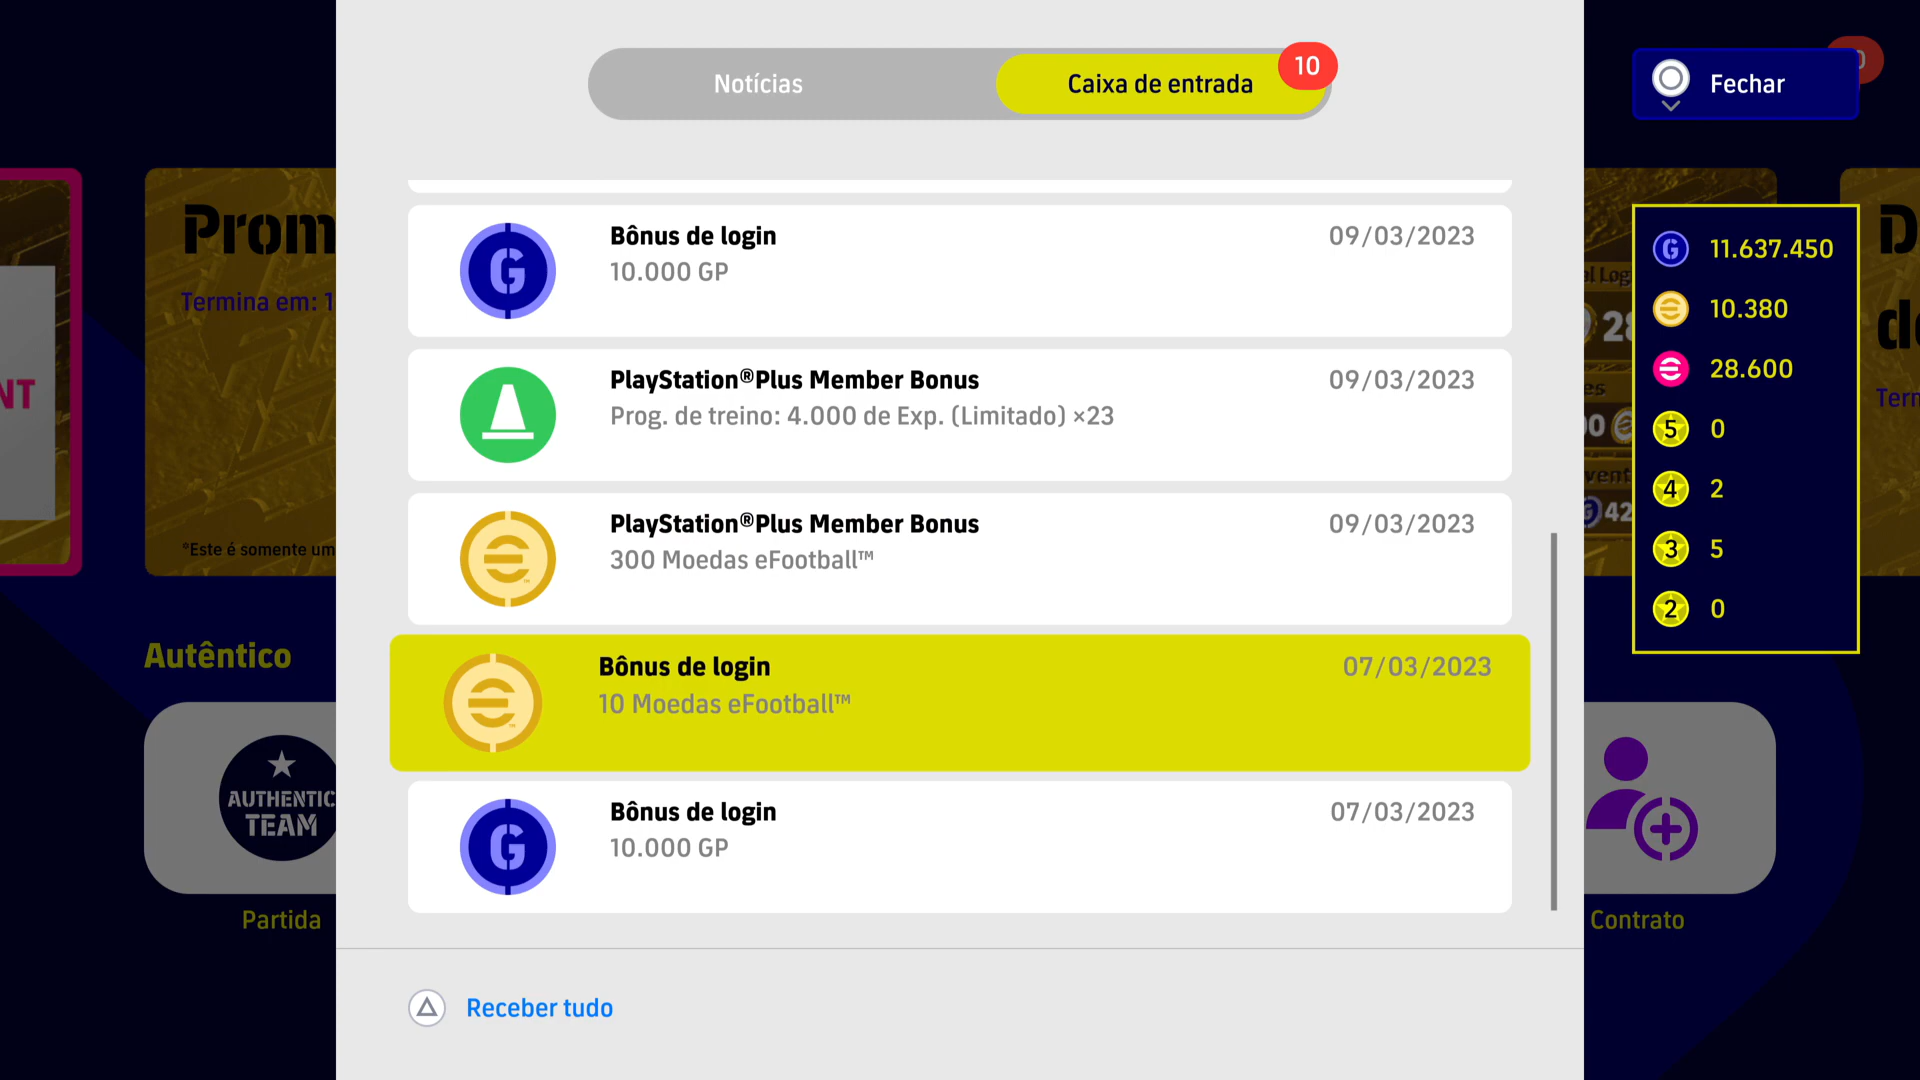 Notícias
Caixa de entrada
10
Fechar
Bônus de login
09/03/2023
10.000 GP
PlayStation®Plus Member Bonus
09/03/2023
Prog. de treino: 4.000 de Exp. (Limitado) ×23
PlayStation®Plus Member Bonus
09/03/2023
300 Moedas eFootball™
Bônus de login
07/03/2023
10 Moedas eFootball™
Bônus de login
07/03/2023
10.000 GP
Receber tudo
G 11.637.450
10.380
28.600
5 0
4 2
3 5
2 0
Prom
Termina em: 1
*Este é somente um
NT
Autêntico
AUTHENTIC
TEAM
Partida
Contrato